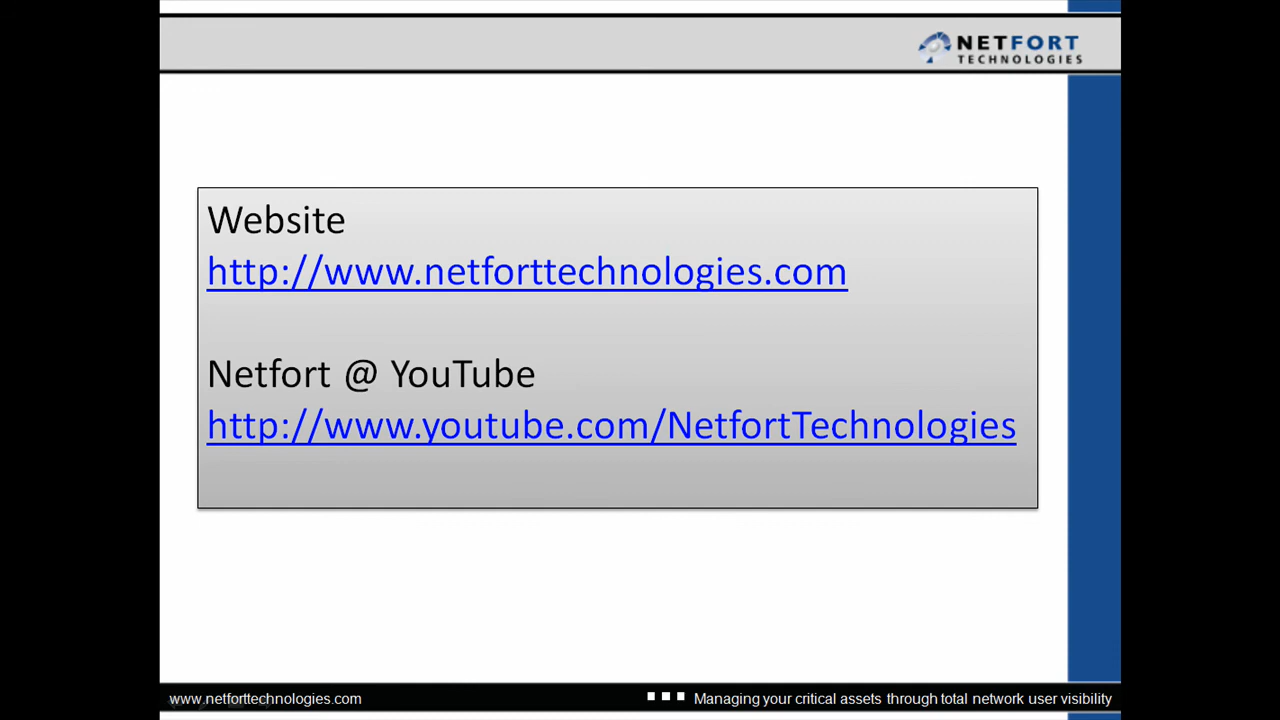 NETFORT
TECHNOLOGIES
Website
http://www.netforttechnologies.com
Netfort @ YouTube
http://www.youtube.com/NetfortTechnologies
www.netforttechnologies.com
Managing your critical assets through total network user visibility